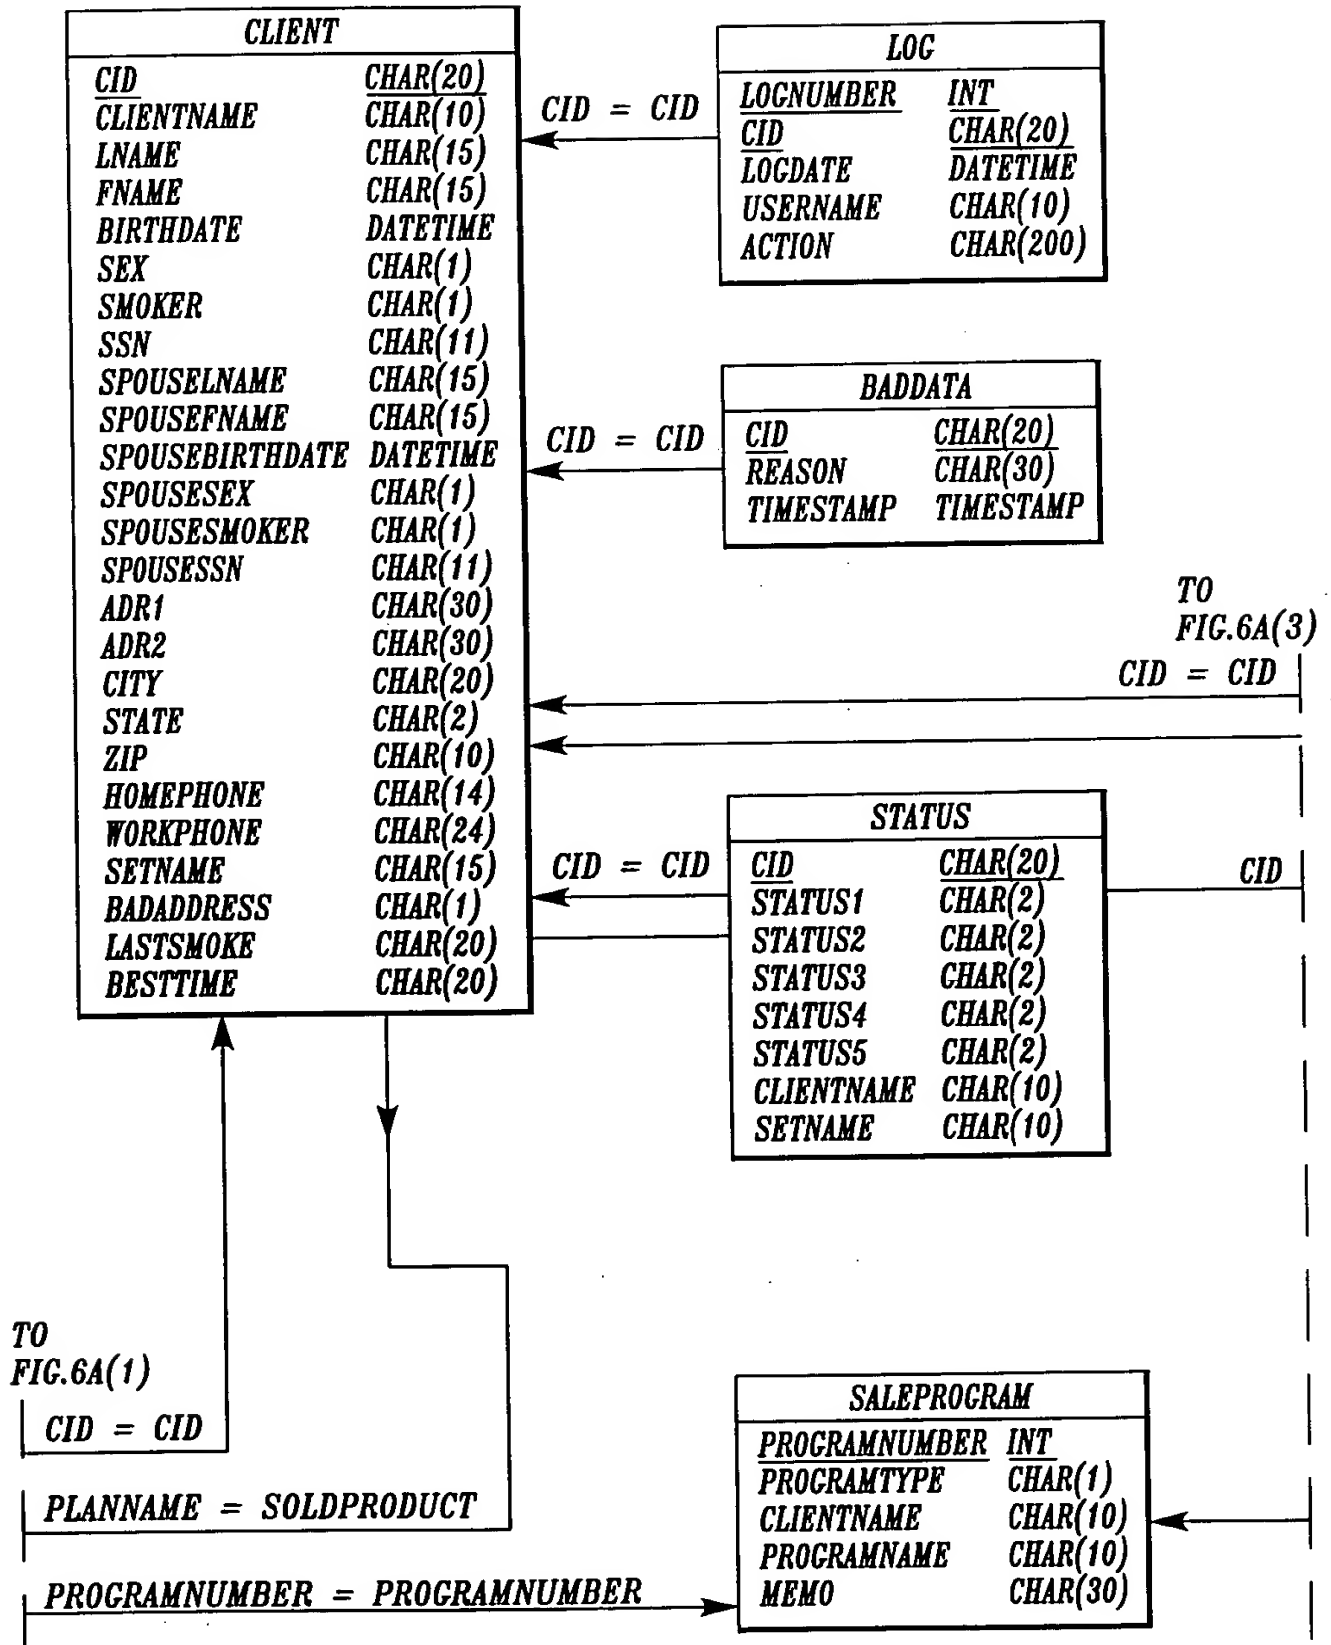 CLIENT
CID CHAR(20)
CLIENTNAME CHAR(10)
LNAME CHAR(15)
FNAME CHAR(15)
BIRTHDATE DATETIME
SEX CHAR(1)
SMOKER CHAR(1)
SSN CHAR(11)
SPOUSELNAME CHAR(15)
SPOUSEFNAME CHAR(15)
SPOUSEBIRTHDATE DATETIME
SPOUSESEX CHAR(1)
SPOUSESMOKER CHAR(1)
SPOUSESSN CHAR(11)
ADR1 CHAR(30)
ADR2 CHAR(30)
CITY CHAR(20)
STATE CHAR(2)
ZIP CHAR(10)
HOMEPHONE CHAR(14)
WORKPHONE CHAR(24)
SETNAME CHAR(15)
BADADDRESS CHAR(1)
LASTSMOKE CHAR(20)
BESTTIME CHAR(20)
CID = CID
LOG
LOGNUMBER INT
CID CHAR(20)
LOGDATE DATETIME
USERNAME CHAR(10)
ACTION CHAR(200)
CID = CID
BADDATA
CID CHAR(20)
REASON CHAR(30)
TIMESTAMP TIMESTAMP
TO
FIG.6A(3)
CID = CID
CID = CID
STATUS
CID CHAR(20)
STATUS1 CHAR(2)
STATUS2 CHAR(2)
STATUS3 CHAR(2)
STATUS4 CHAR(2)
STATUS5 CHAR(2)
CLIENTNAME CHAR(10)
SETNAME CHAR(10)
CID
TO
FIG.6A(1)
CID = CID
PLANNAME = SOLDPRODUCT
PROGRAMNUMBER = PROGRAMNUMBER
SALEPROGRAM
PROGRAMNUMBER INT
PROGRAMTYPE CHAR(1)
CLIENTNAME CHAR(10)
PROGRAMNAME CHAR(10)
MEMO CHAR(30)